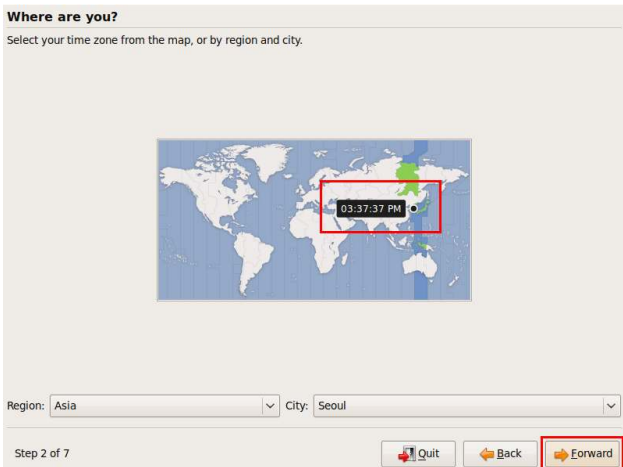 Where are you?
Select your time zone from the map, or by region and city.
03:37:37 PM
Region: Asia City: Seoul
Step 2 of 7 Quit Back Forward